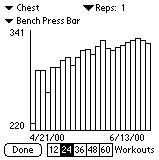 Chest Reps: 1
Bench Press Bar
341
220
4/21/00 6/13/00
Done 12 24 36 48 60 Workouts